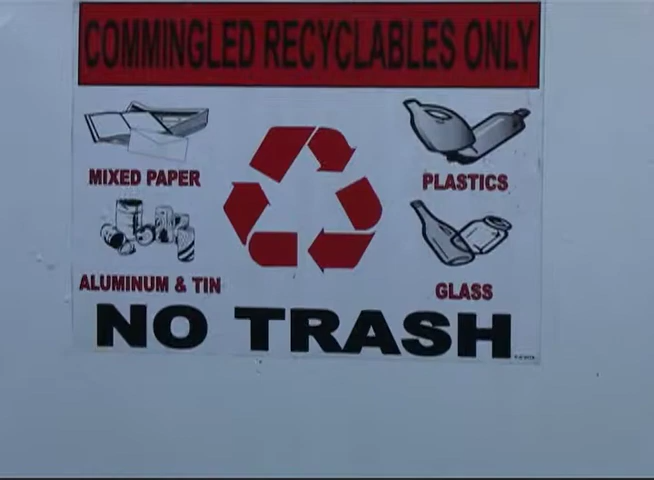 COMMINGLED RECYCLABLES ONLY
MIXED PAPER
PLASTICS
ALUMINUM & TIN
GLASS
NO TRASH